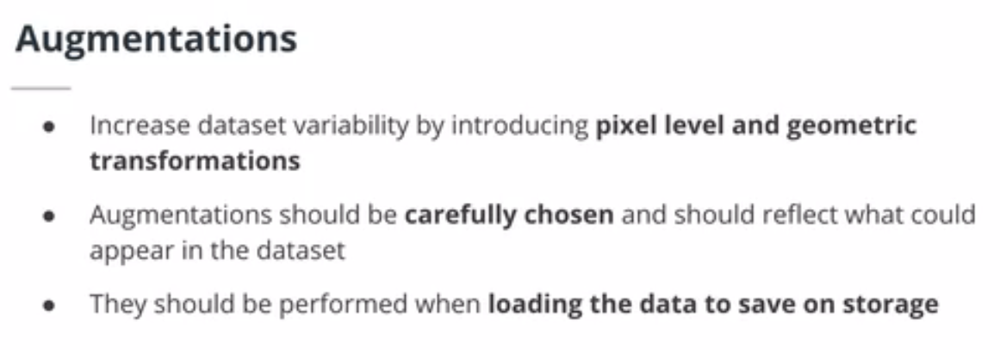 Augmentations
● Increase dataset variability by introducing pixel level and geometric
transformations
● Augmentations should be carefully chosen and should reflect what could
appear in the dataset
● They should be performed when loading the data to save on storage